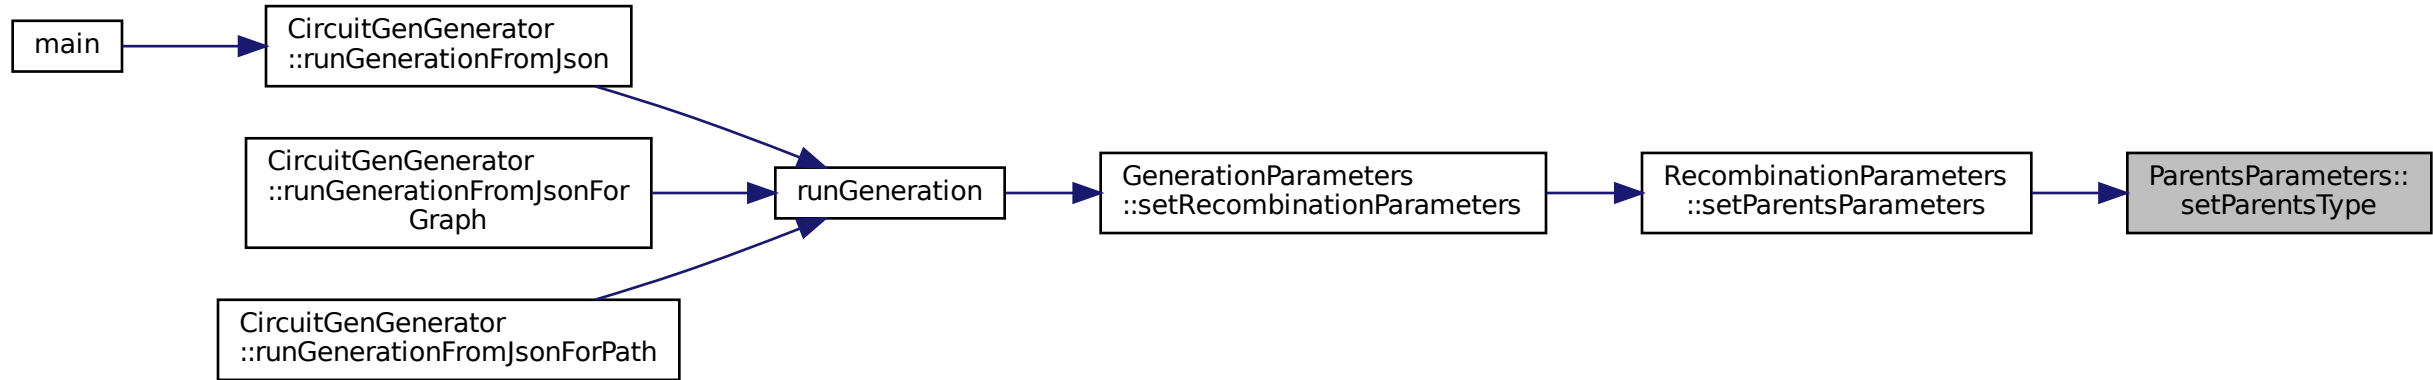 main
CircuitGenGenerator
::runGenerationFromJson
CircuitGenGenerator
::runGenerationFromJsonFor
Graph
CircuitGenGenerator
::runGenerationFromJsonForPath
runGeneration
GenerationParameters
::setRecombinationParameters
RecombinationParameters
::setParentsParameters
ParentsParameters::
setParentsType